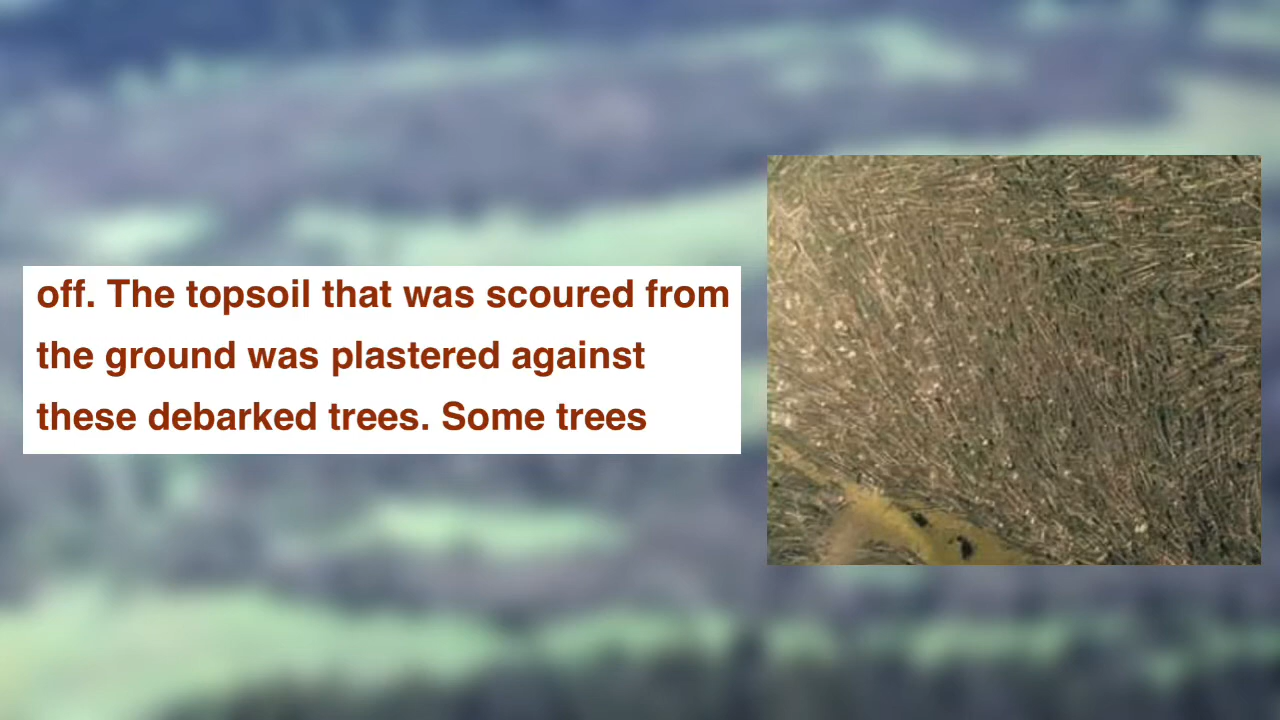 off. The topsoil that was scoured from
the ground was plastered against
these debarked trees. Some trees